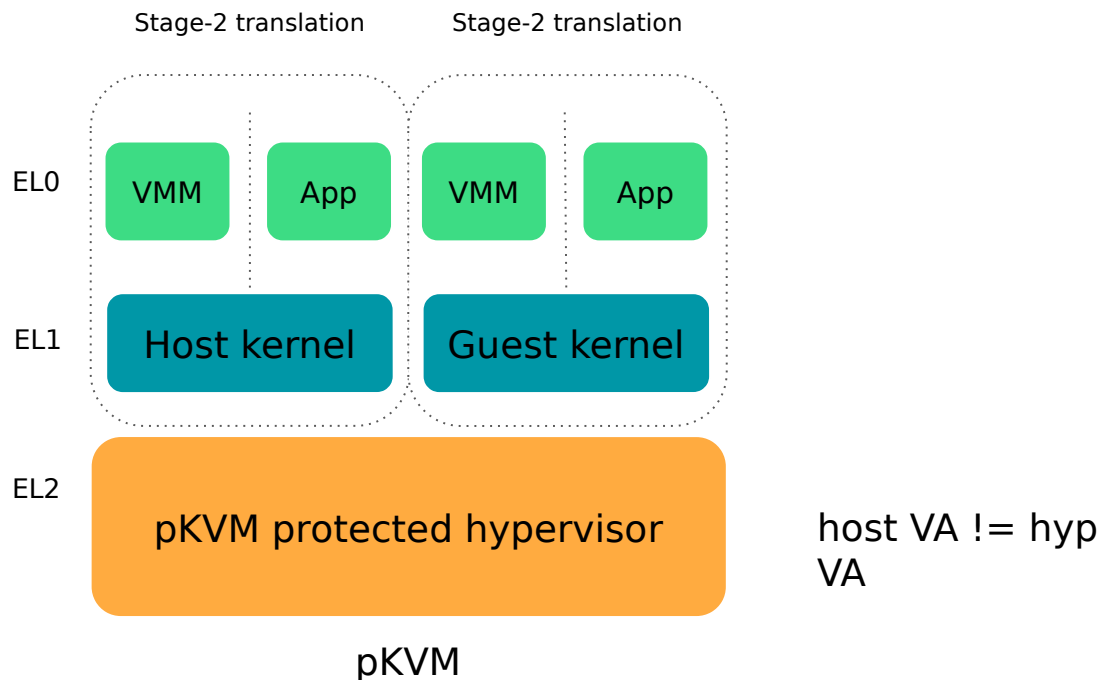 Stage-2 translation
Stage-2 translation
EL0
VMM
App
VMM
App
EL1
Host kernel
Guest kernel
EL2
pKVM protected hypervisor
host VA != hyp
VA
pKVM